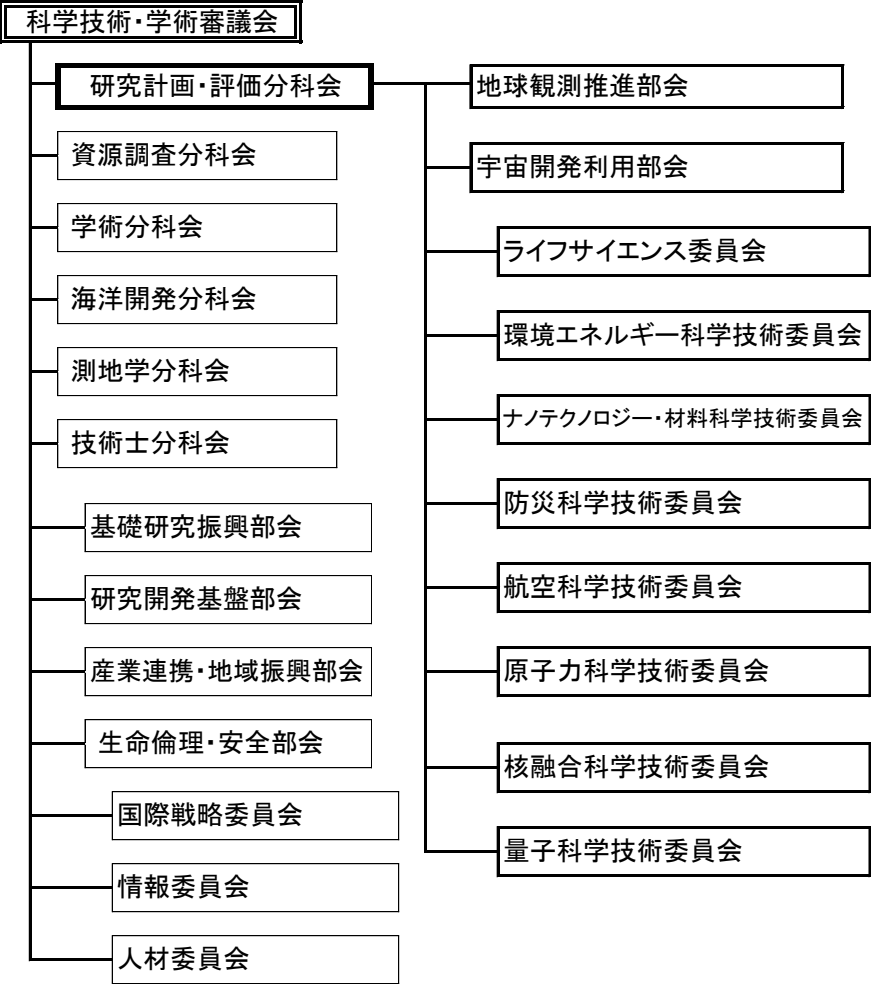 科学技術・学術審議会
研究計画・評価分科会
資源調査分科会
学術分科会
海洋開発分科会
測地学分科会
技術士分科会
基礎研究振興部会
研究開発基盤部会
産業連携・地域振興部会
生命倫理・安全部会
国際戦略委員会
情報委員会
人材委員会
地球観測推進部会
宇宙開発利用部会
ライフサイエンス委員会
環境エネルギー科学技術委員会
ナノテクノロジー・材料科学技術委員会
防災科学技術委員会
航空科学技術委員会
原子力科学技術委員会
核融合科学技術委員会
量子科学技術委員会